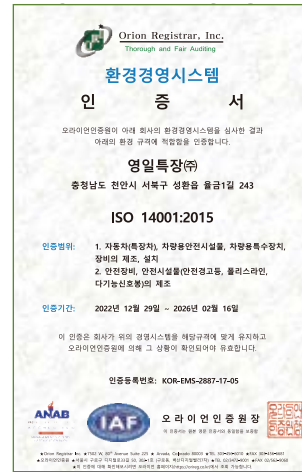 Orion Registrar, Inc.
Thorough and Fair Auditing
환경경영시스템
인 증 서
오라이언인증원이 아래 회사의 환경경영시스템을 심사한 결과
아래의 환경 규격에 적합함을 인증합니다.
영일특장㈜
충청남도 천안시 서북구 성환읍 율금1길 243
ISO 14001:2015
인증범위: 1. 자동차(특장차), 차량용안전시설물, 차량용특수장치,
장비의 제조, 설치
2. 안전장비, 안전시설물(안전경고등, 폴리스라인,
다기능신호봉)의 제조
인증기간: 2022년 12월 29일 ~ 2026년 02월 16일
이 인증은 회사가 위의 경영시스템을 해당규격에 맞게 유지하고
오라이언인증원에 의해 그 상황이 확인되어야 유효합니다.
인증등록번호: KOR-EMS-2887-17-05
ANAB
IAF
오라이언인증원장